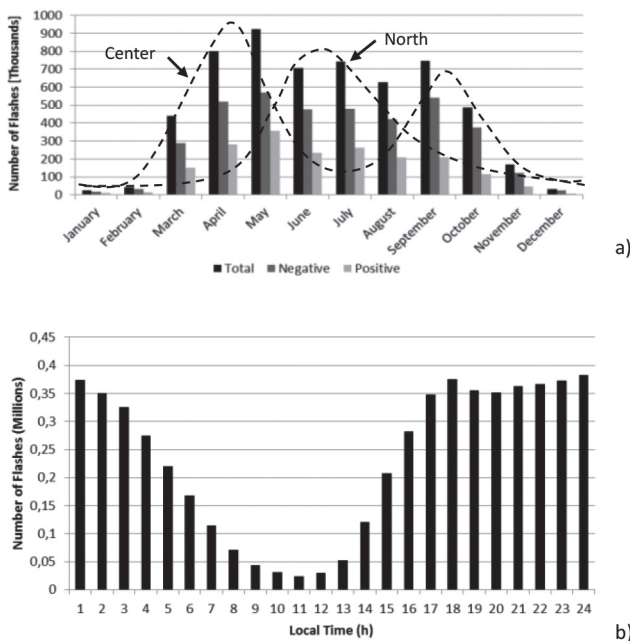 Number of Flashes [Thousands]
1000
900
800
700
600
500
400
300
200
100
0
Center
North
January
February
March
April
May
June
July
August
September
October
November
December
Total Negative Positive
a)
Number of Flashes (Millions)
0,45
0,4
0,35
0,3
0,25
0,2
0,15
0,1
0,05
0
1 2 3 4 5 6 7 8 9 10 11 12 13 14 15 16 17 18 19 20 21 22 23 24
Local Time (h)
b)